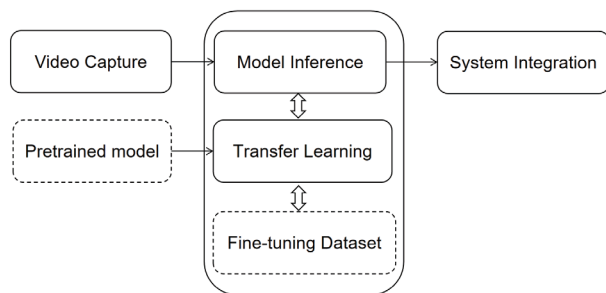 Video Capture
Model Inference
System Integration
Pretrained model
Transfer Learning
Fine-tuning Dataset